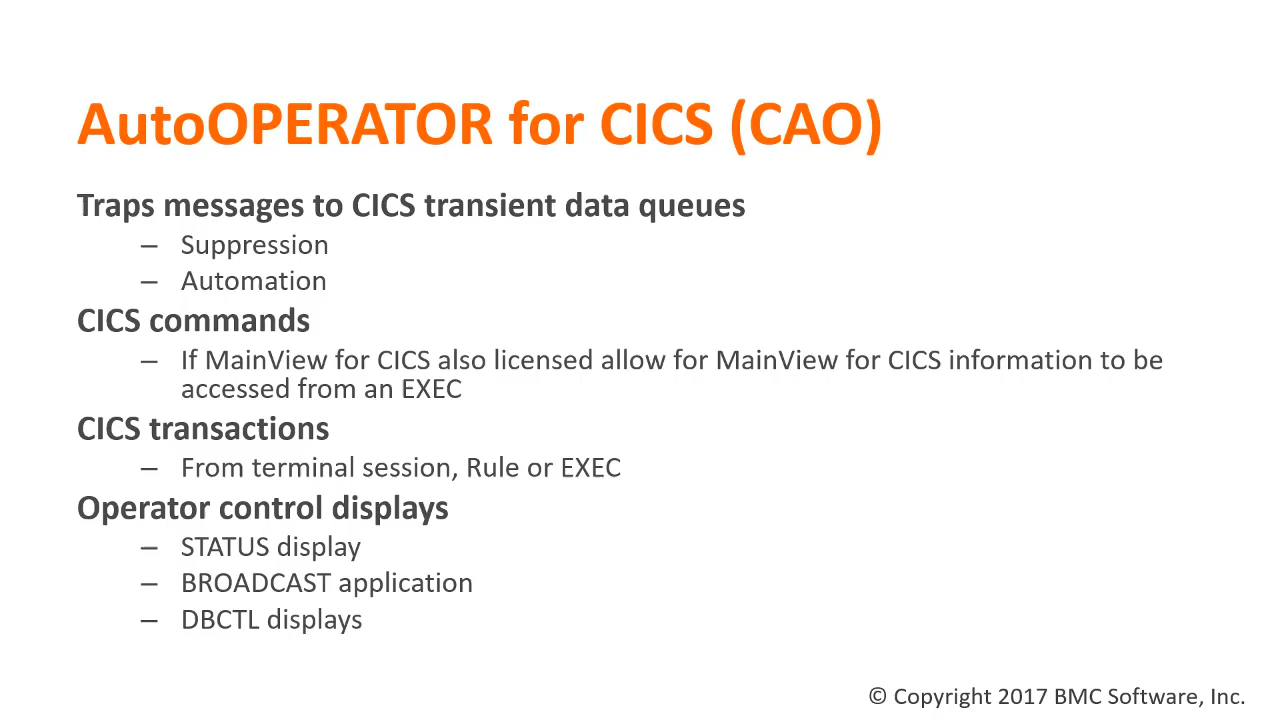 AutoOPERATOR for CICS (CAO)
Traps messages to CICS transient data queues
– Suppression
– Automation
CICS commands
– If MainView for CICS also licensed allow for MainView for CICS information to be
accessed from an EXEC
CICS transactions
– From terminal session, Rule or EXEC
Operator control displays
– STATUS display
– BROADCAST application
– DBCTL displays
© Copyright 2017 BMC Software, Inc.